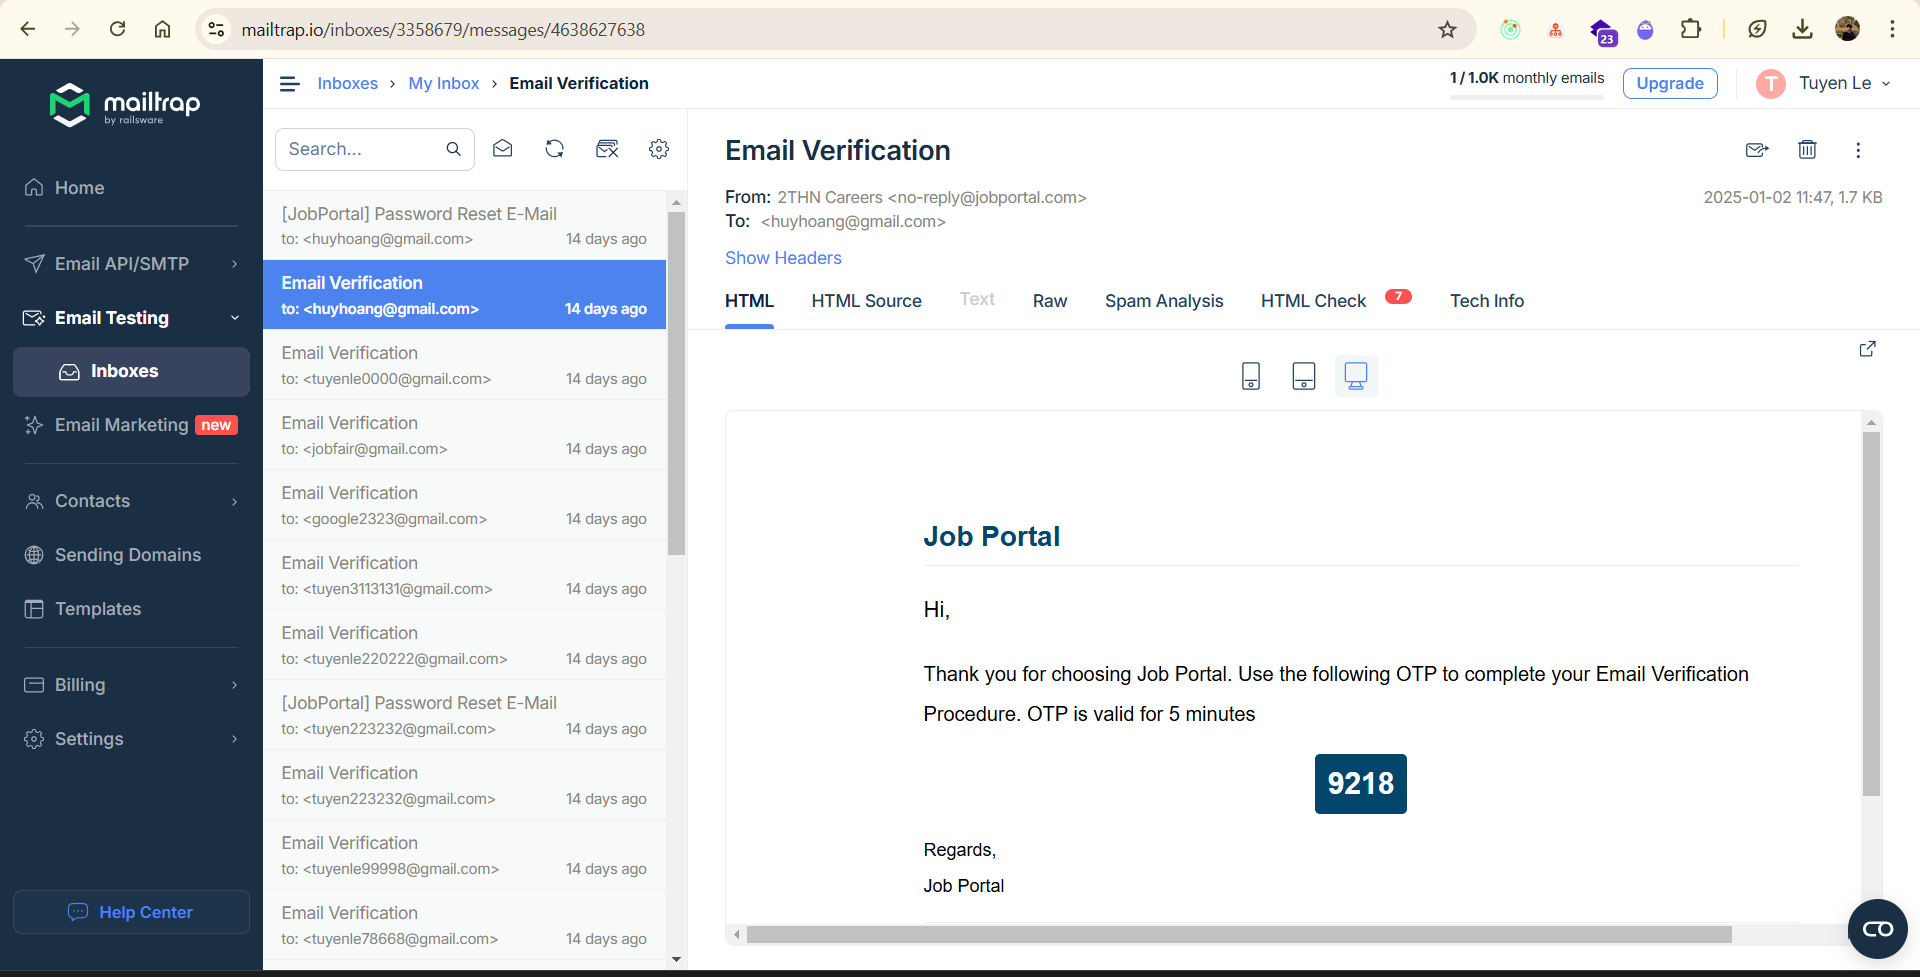 mailtrap.io/inboxes/3358679/messages/4638627638
23
mailtrap
by railsware
Home
Email API/SMTP
Email Testing
Inboxes
Email Marketing new
Contacts
Sending Domains
Templates
Billing
Settings
Help Center
Inboxes › My Inbox › Email Verification
1 / 1.0K monthly emails
Upgrade
T
Tuyen Le
Search...
[JobPortal] Password Reset E-Mail
to: <huyhoang@gmail.com> 14 days ago
Email Verification
to: <huyhoang@gmail.com> 14 days ago
Email Verification
to: <tuyenle0000@gmail.com> 14 days ago
Email Verification
to: <jobfair@gmail.com> 14 days ago
Email Verification
to: <google2323@gmail.com> 14 days ago
Email Verification
to: <tuyen3113131@gmail.com> 14 days ago
Email Verification
to: <tuyenle220222@gmail.com> 14 days ago
[JobPortal] Password Reset E-Mail
to: <tuyen223232@gmail.com> 14 days ago
Email Verification
to: <tuyen223232@gmail.com> 14 days ago
Email Verification
to: <tuyenle99998@gmail.com> 14 days ago
Email Verification
to: <tuyenle78668@gmail.com> 14 days ago
Email Verification
From: 2THN Careers <no-reply@jobportal.com> 2025-01-02 11:47, 1.7 KB
To: <huyhoang@gmail.com>
Show Headers
HTML HTML Source Text Raw Spam Analysis HTML Check 7 Tech Info
Job Portal
Hi,
Thank you for choosing Job Portal. Use the following OTP to complete your Email Verification
Procedure. OTP is valid for 5 minutes
9218
Regards,
Job Portal